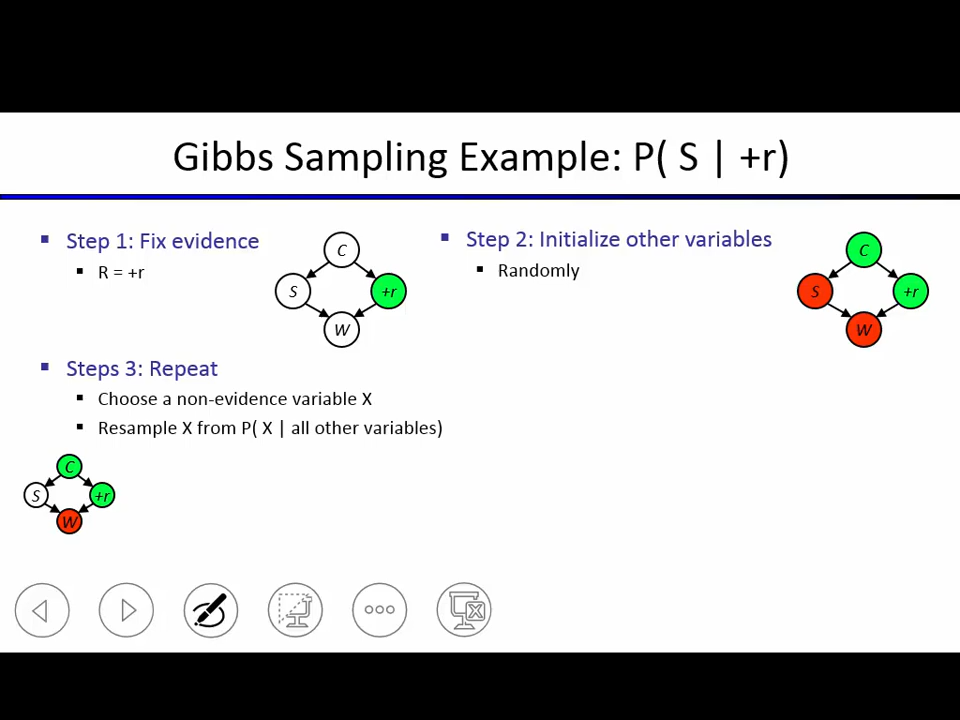 Gibbs Sampling Example: P( S | +r)
Step 1: Fix evidence
R = +r
C
S
+r
W
Step 2: Initialize other variables
Randomly
C
S
+r
W
Steps 3: Repeat
Choose a non-evidence variable X
Resample X from P( X | all other variables)
C
S
+r
W